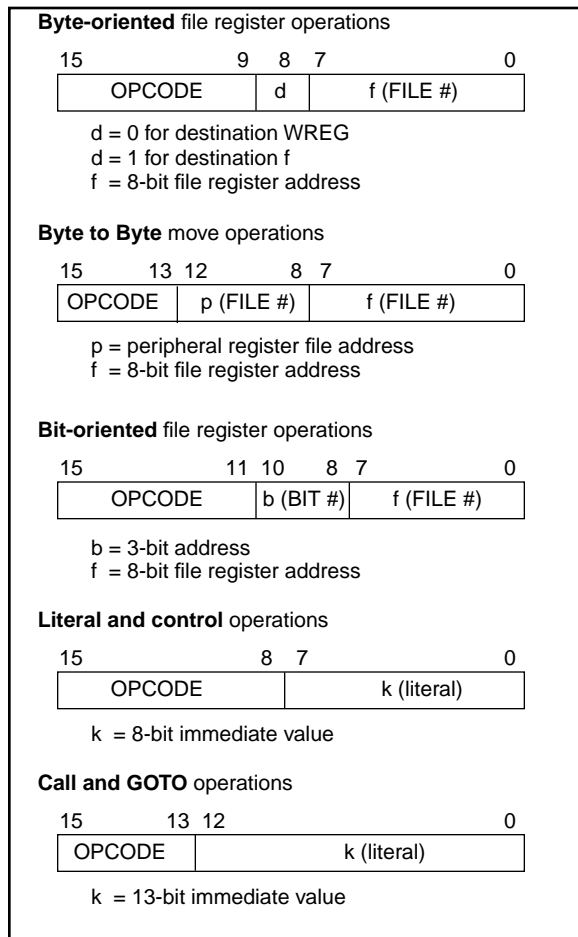 Byte-oriented file register operations
15 9 8 7 0
OPCODE d f (FILE #)
d = 0 for destination WREG
d = 1 for destination f
f = 8-bit file register address
Byte to Byte move operations
15 13 12 8 7 0
OPCODE p (FILE #) f (FILE #)
p = peripheral register file address
f = 8-bit file register address
Bit-oriented file register operations
15 11 10 8 7 0
OPCODE b (BIT #) f (FILE #)
b = 3-bit address
f = 8-bit file register address
Literal and control operations
15 8 7 0
OPCODE k (literal)
k = 8-bit immediate value
Call and GOTO operations
15 13 12 0
OPCODE k (literal)
k = 13-bit immediate value